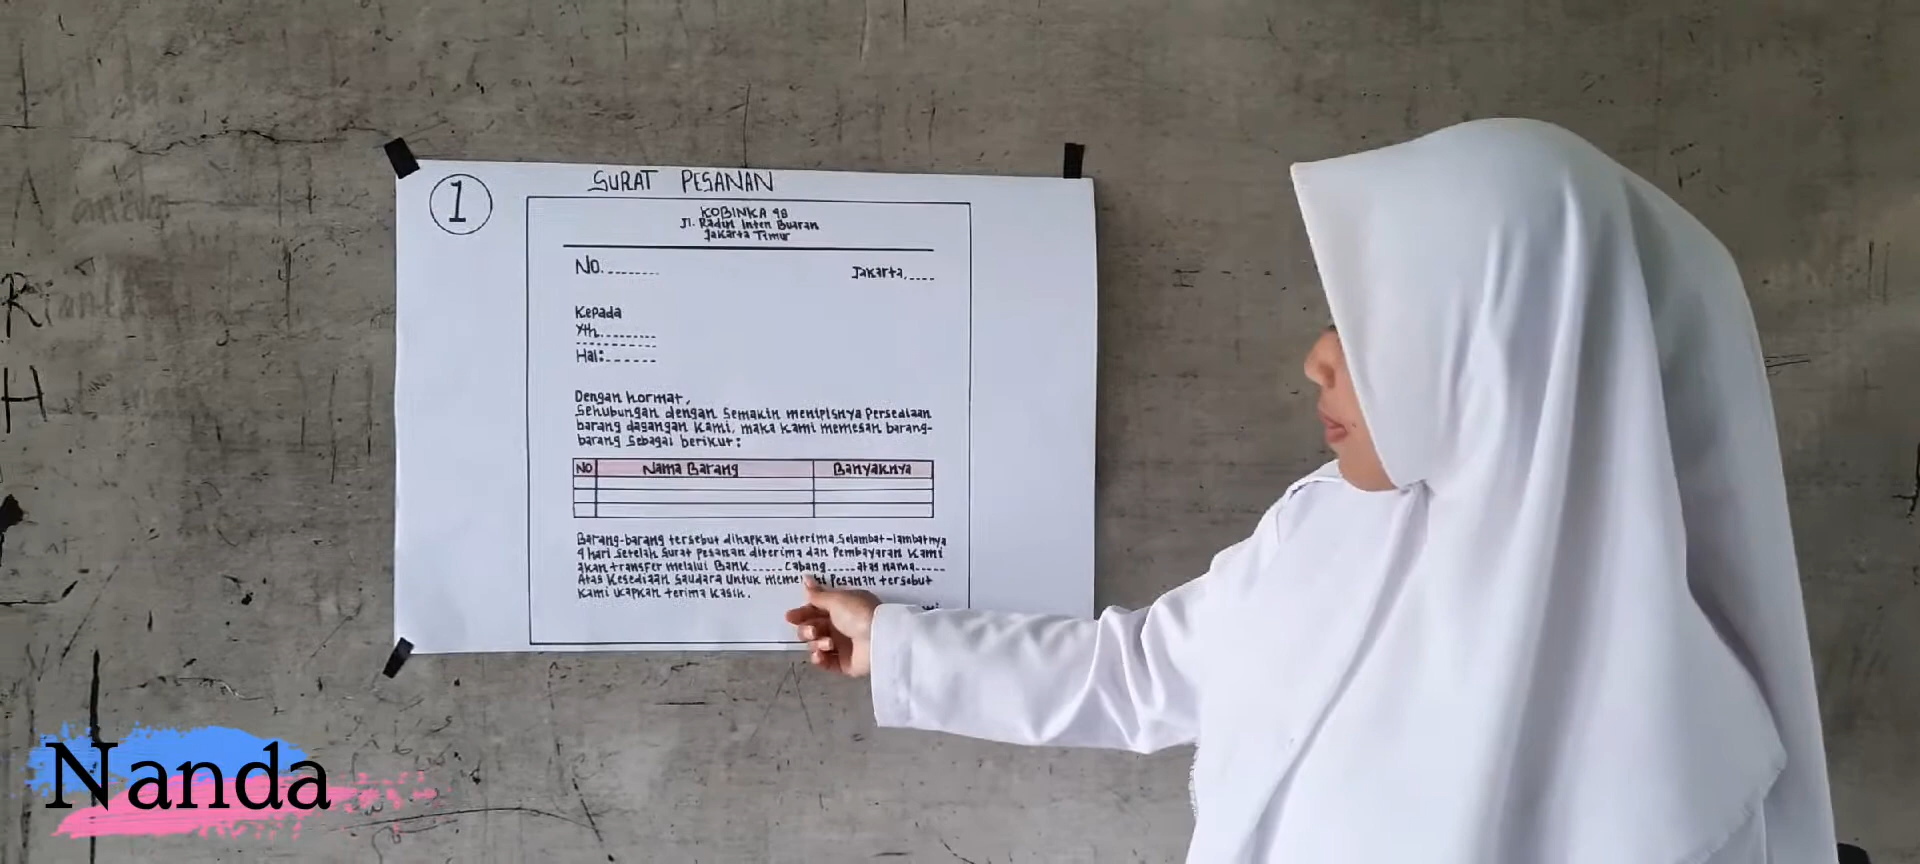 1
SURAT PESANAN
KOBINKA 48
Jl. Radin Inten Buaran
Jakarta Timur
No. .......
Jakarta, ....
Kepada
Yth. ........
Hal: ......
Dengan hormat,
Sehubungan dengan semakin menipisnya Persediaan
barang dagangan kami, maka kami memesan barang-
barang sebagai berikut:
No Nama Barang Banyaknya
Barang-barang tersebut dihapkan diterima selambat-lambatnya
4 hari setelah surat pesanan diterima dan Pembayaran kami
akan transfer melalui Bank ..... cabang ..... atas nama .....
Atas kesediaan saudara untuk Pesanan tersebut
kami ucapkan terima kasih.
Nanda